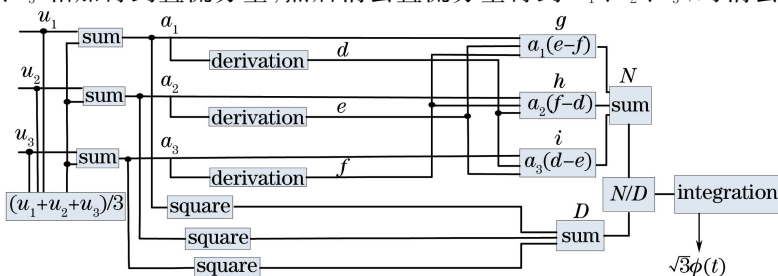 u₁
sum
a₁
derivation
d
g
a₁(e−f)
u₂
sum
a₂
derivation
e
h
a₂(f−d)
N
sum
u₃
sum
a₃
derivation
f
i
a₃(d−e)
(u₁+u₂+u₃)/3
square
square
square
D
sum
N/D
integration
√3ϕ(t)